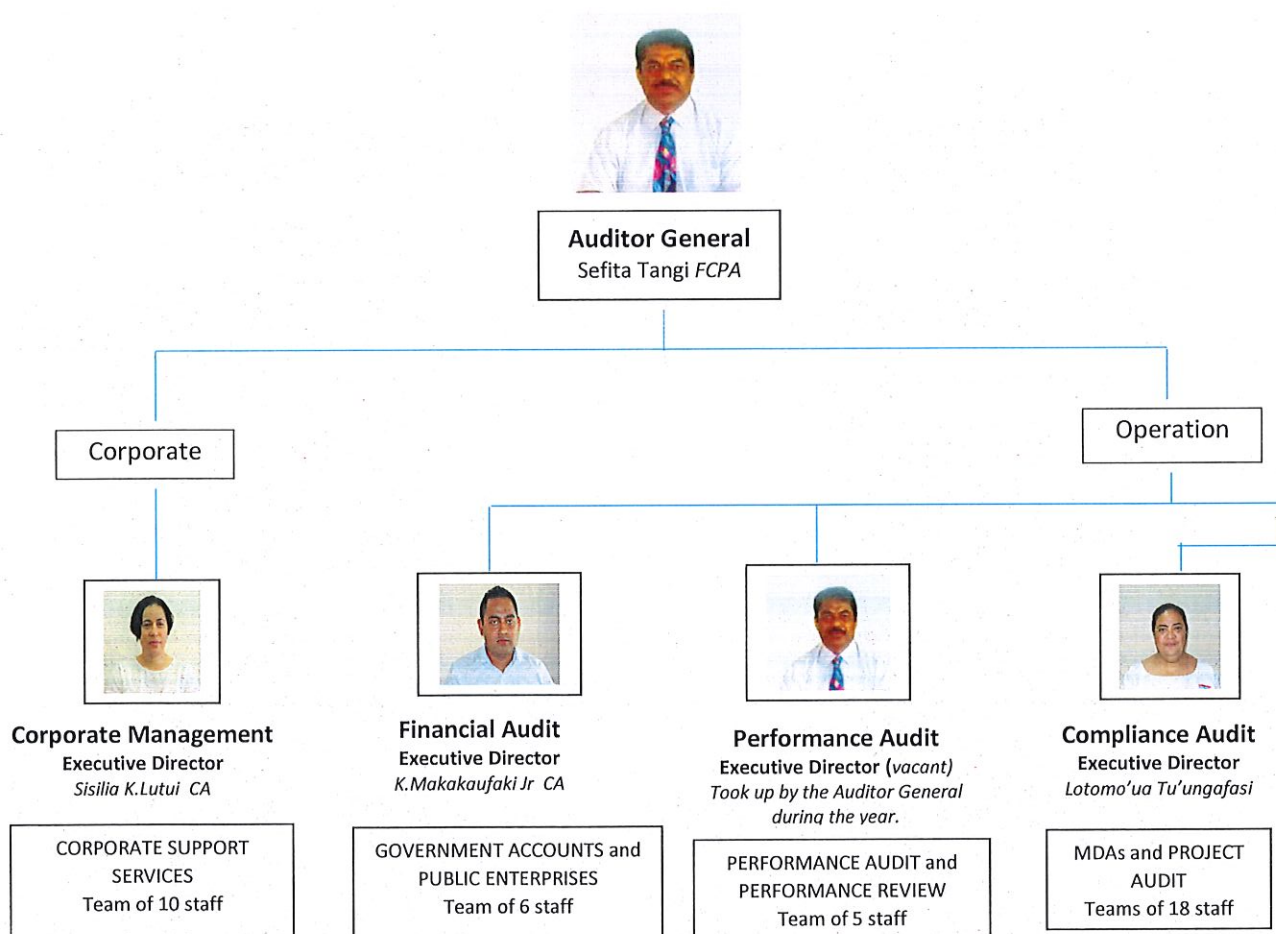 Auditor General
Sefita Tangi FCPA
Corporate
Operation
Corporate Management
Executive Director
Sisilia K.Lutui CA
Financial Audit
Executive Director
K.Makakaufaki Jr CA
Performance Audit
Executive Director (vacant)
Took up by the Auditor General
during the year.
Compliance Audit
Executive Director
Lotomo'ua Tu'ungafasi
CORPORATE SUPPORT
SERVICES
Team of 10 staff
GOVERNMENT ACCOUNTS and
PUBLIC ENTERPRISES
Team of 6 staff
PERFORMANCE AUDIT and
PERFORMANCE REVIEW
Team of 5 staff
MDAs and PROJECT
AUDIT
Teams of 18 staff